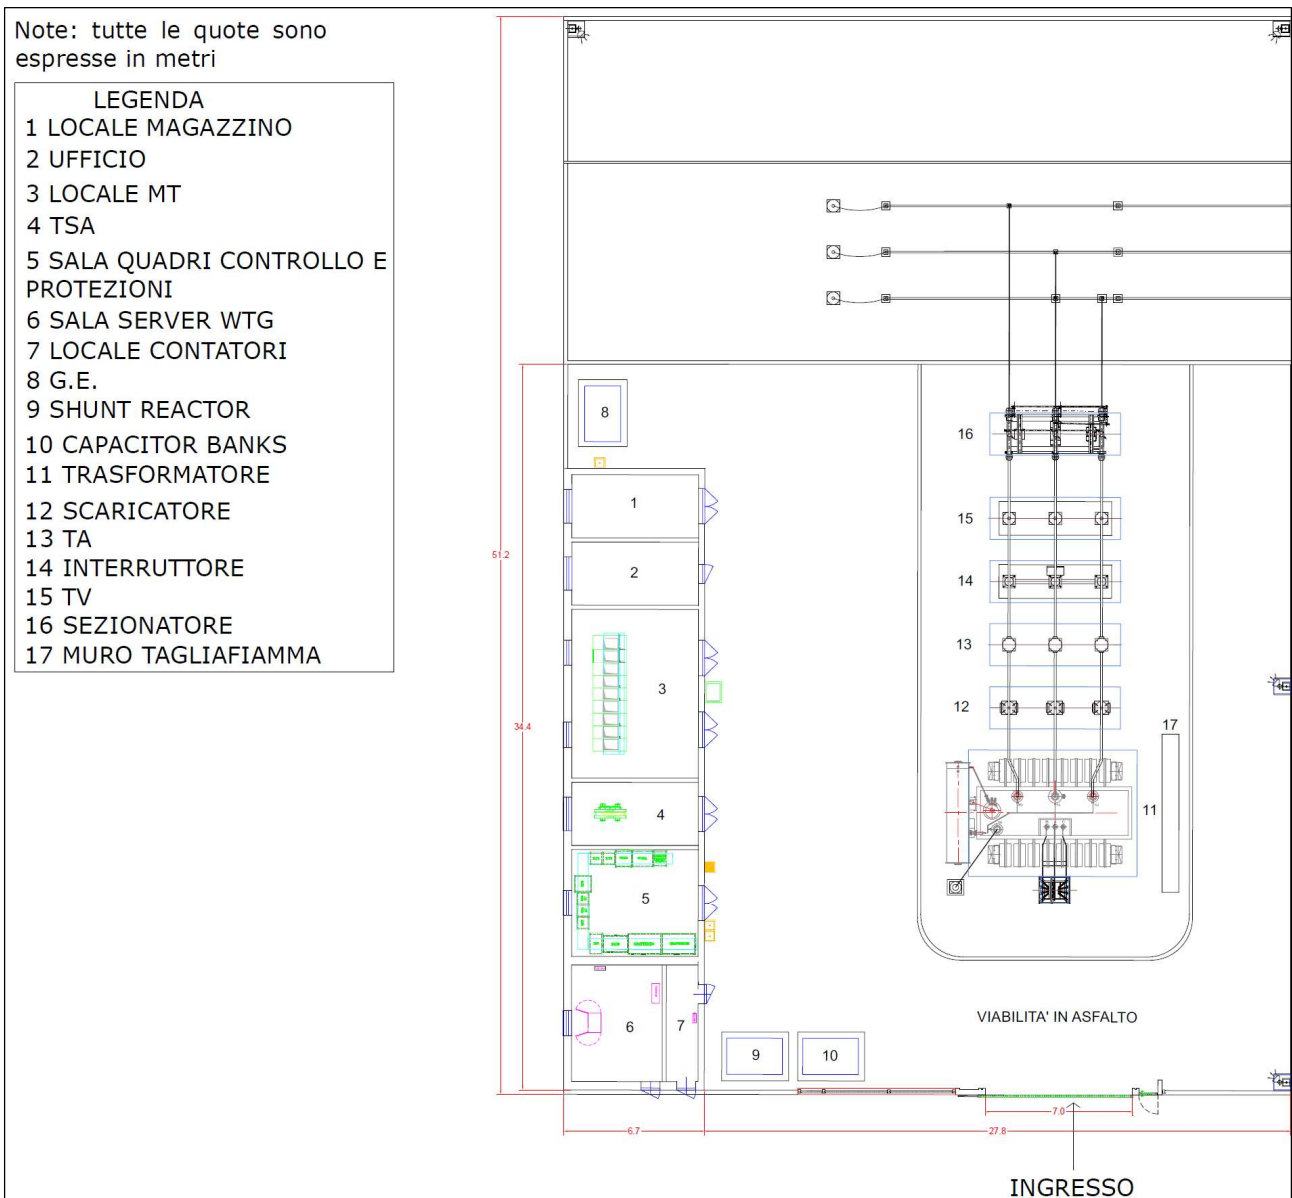 Note: tutte le quote sono
espresse in metri
LEGENDA
1 LOCALE MAGAZZINO
2 UFFICIO
3 LOCALE MT
4 TSA
5 SALA QUADRI CONTROLLO E
PROTEZIONI
6 SALA SERVER WTG
7 LOCALE CONTATORI
8 G.E.
9 SHUNT REACTOR
10 CAPACITOR BANKS
11 TRASFORMATORE
12 SCARICATORE
13 TA
14 INTERRUTTORE
15 TV
16 SEZIONATORE
17 MURO TAGLIAFIAMMA
8
16
1
15
51.2
2
14
13
3
12
34.4
17
4
11
5
6
7
VIABILITA' IN ASFALTO
9
10
7.0
6.7
27.8
INGRESSO